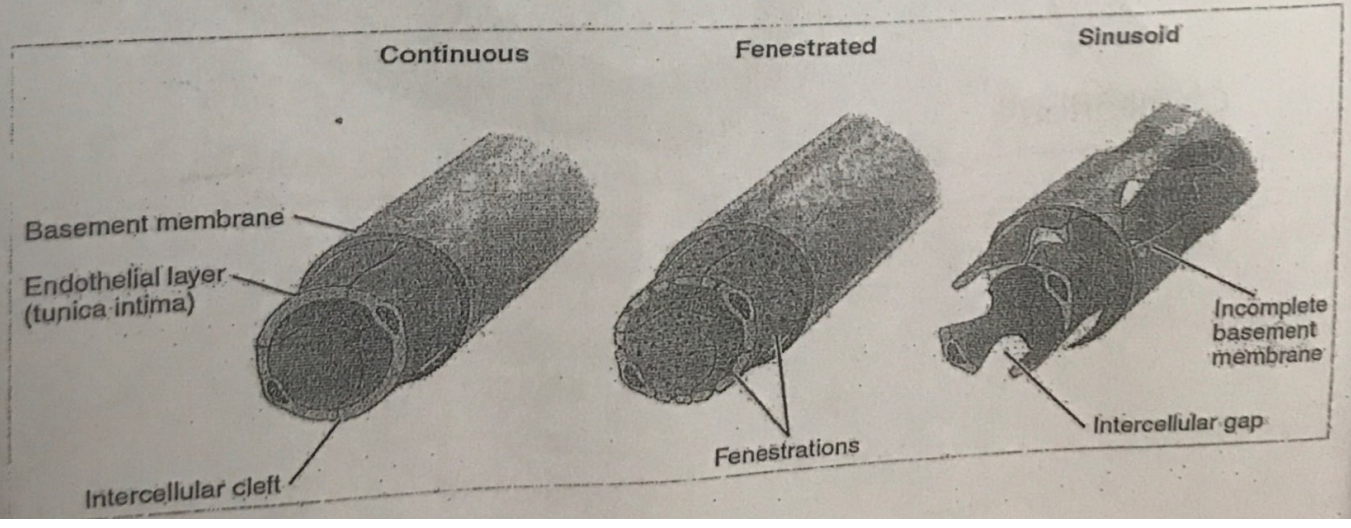 Continuous
Fenestrated
Sinusoid
Basement membrane
Endothelial layer
(tunica intima)
Intercellular cleft
Fenestrations
Incomplete
basement
membrane
Intercellular gap